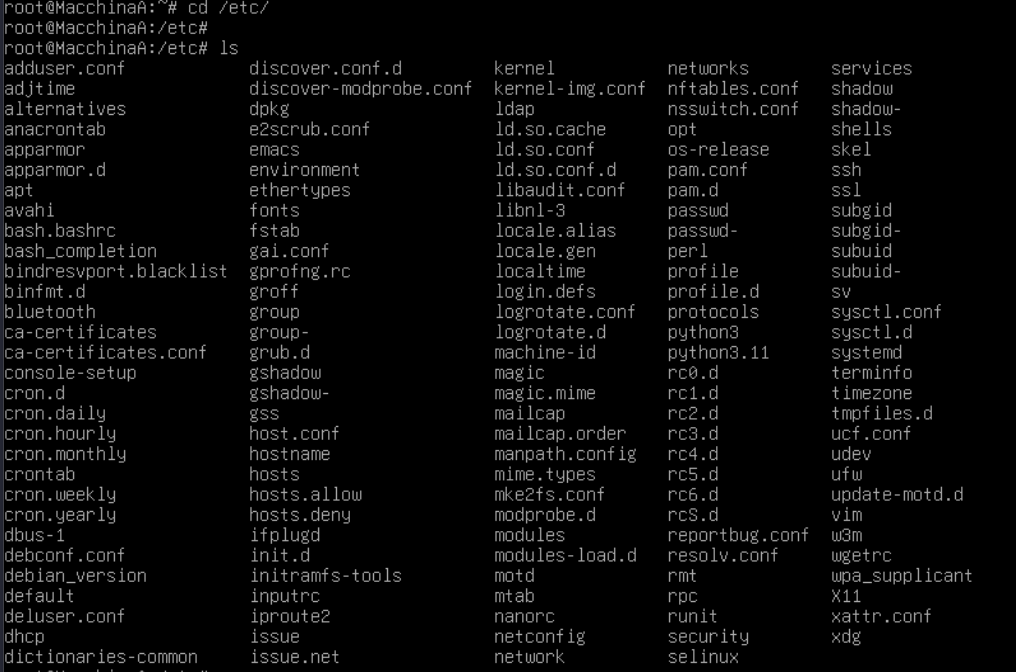 root@MacchinaA:~# cd /etc/
root@MacchinaA:/etc#
root@MacchinaA:/etc# ls
adduser.conf discover.conf.d kernel networks services
adjtime discover-modprobe.conf kernel-img.conf nftables.conf shadow
alternatives dpkg ldap nsswitch.conf shadow-
anacrontab e2scrub.conf ld.so.cache opt shells
apparmor emacs ld.so.conf os-release skel
apparmor.d environment ld.so.conf.d pam.conf ssh
apt ethertypes libaudit.conf pam.d ssl
avahi fonts libnl-3 passwd subgid
bash.bashrc fstab locale.alias passwd- subgid-
bash_completion gai.conf locale.gen perl subuid
bindresvport.blacklist gprofng.rc localtime profile subuid-
binfmt.d groff login.defs profile.d sv
bluetooth group logrotate.conf protocols sysctl.conf
ca-certificates group- logrotate.d python3 sysctl.d
ca-certificates.conf grub.d machine-id python3.11 systemd
console-setup gshadow magic rc0.d terminfo
cron.d gshadow- magic.mime rc1.d timezone
cron.daily gss mailcap rc2.d tmpfiles.d
cron.hourly host.conf mailcap.order rc3.d ucf.conf
cron.monthly hostname manpath.config rc4.d udev
crontab hosts mime.types rc5.d ufw
cron.weekly hosts.allow mke2fs.conf rc6.d update-motd.d
cron.yearly hosts.deny modprobe.d rcS.d vim
dbus-1 ifplugd modules reportbug.conf w3m
debconf.conf init.d modules-load.d resolv.conf wgetrc
debian_version initramfs-tools motd rmt wpa_supplicant
default inputrc mtab rpc X11
deluser.conf iproute2 nanorc runit xattr.conf
dhcp issue netconfig security xdg
dictionaries-common issue.net network selinux